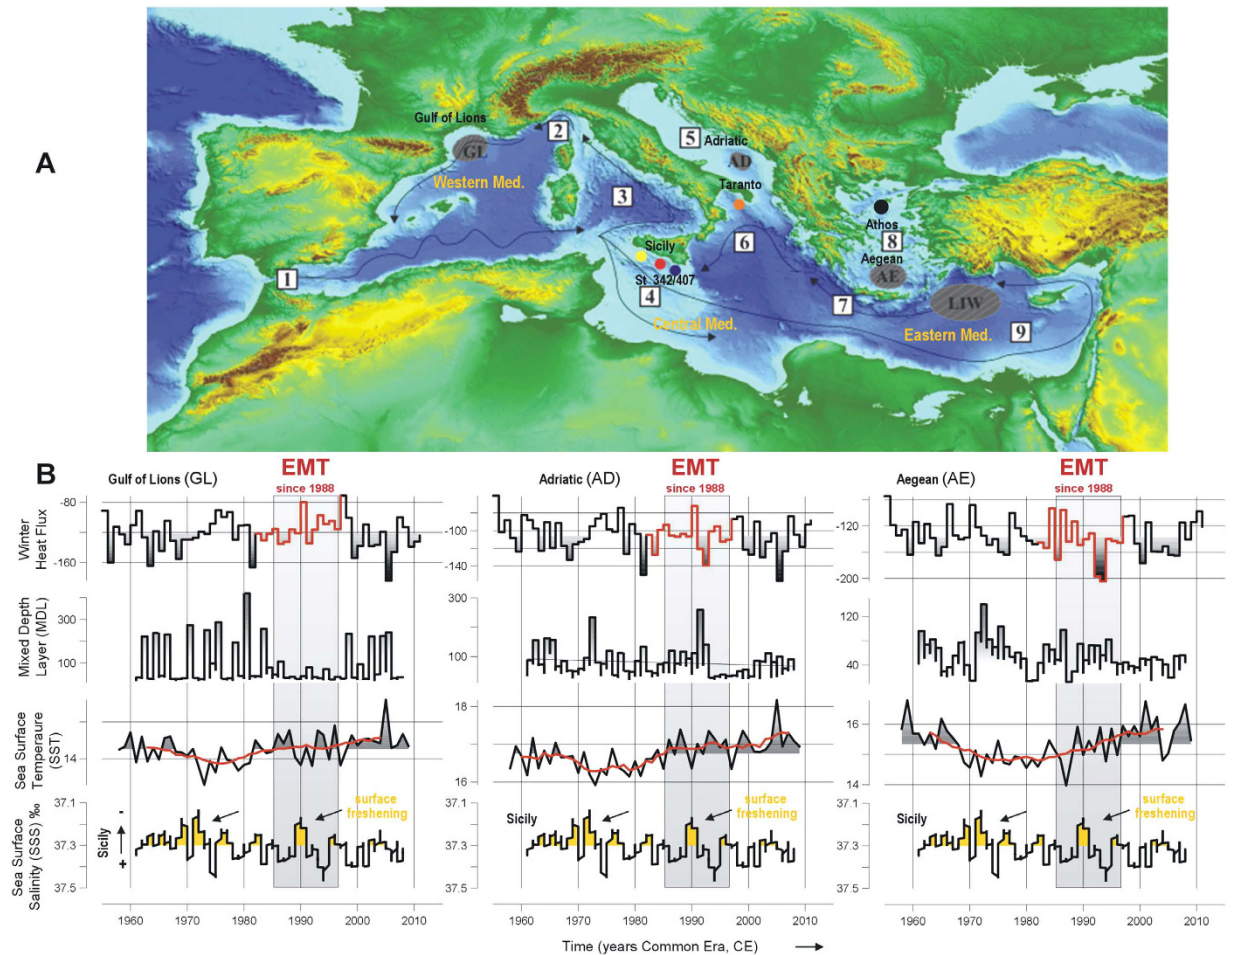 A
Gulf of Lions
GL
2
5
Adriatic
AD
Western Med.
3
Taranto
Athos
8
Aegean
AE
Sicily
6
1
St. 342/407
4
7
LIW
Central Med.
Eastern Med.
9
B
Gulf of Lions (GL)
EMT
since 1988
Adriatic (AD)
EMT
since 1988
Aegean (AE)
EMT
since 1988
Winter
Heat Flux
-80
-120
-160
-100
-140
-120
-200
Mixed Depth
Layer (MDL)
300
100
300
100
120
40
Sea Surface
Temperaure
(SST)
14
18
16
16
14
Sea Surface
Salinity (SSS) ‰
Sicily
-
+
37.1
37.3
37.5
surface
freshening
37.1
37.3
37.5
Sicily
surface
freshening
37.1
37.3
37.5
Sicily
surface
freshening
1960 1970 1980 1990 2000 2010
1960 1970 1980 1990 2000 2010
1960 1970 1980 1990 2000 2010
Time (years Common Era, CE)